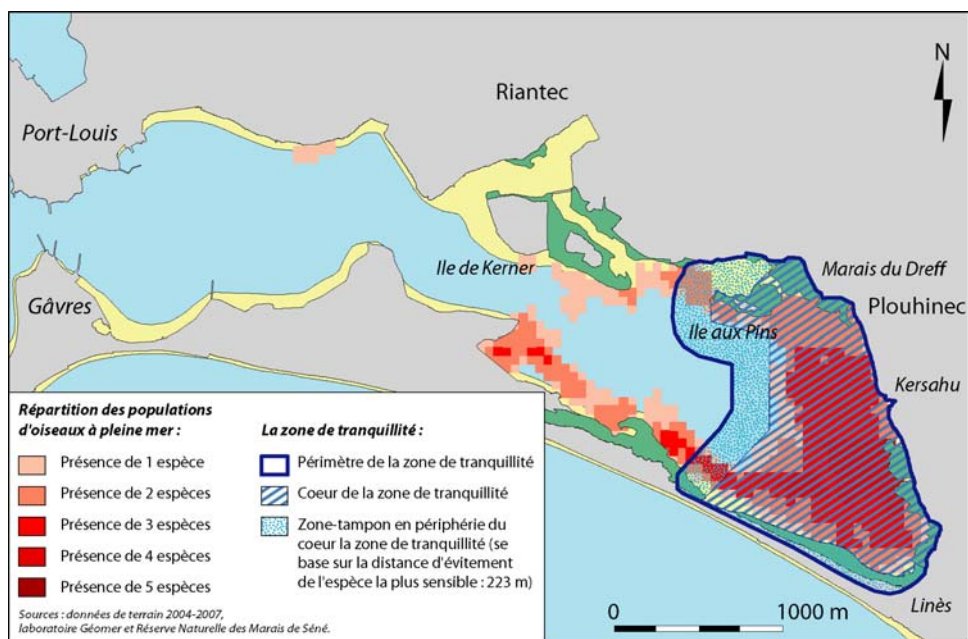 N
Riantec
Port-Louis
Ile de Kerner
Marais du Dreff
Plouhinec
Gâvres
Ile aux Pins
Kersahu
Répartition des populations
d'oiseaux à pleine mer :
Présence de 1 espèce
Présence de 2 espèces
Présence de 3 espèces
Présence de 4 espèces
Présence de 5 espèces
La zone de tranquillité :
Périmètre de la zone de tranquillité
Coeur de la zone de tranquillité
Zone-tampon en périphérie du
coeur la zone de tranquillité (se
base sur la distance d'évitement
de l'espèce la plus sensible : 223 m)
Linès
0 1000 m
Sources : données de terrain 2004-2007,
laboratoire Géomer et Réserve Naturelle des Marais de Séné.